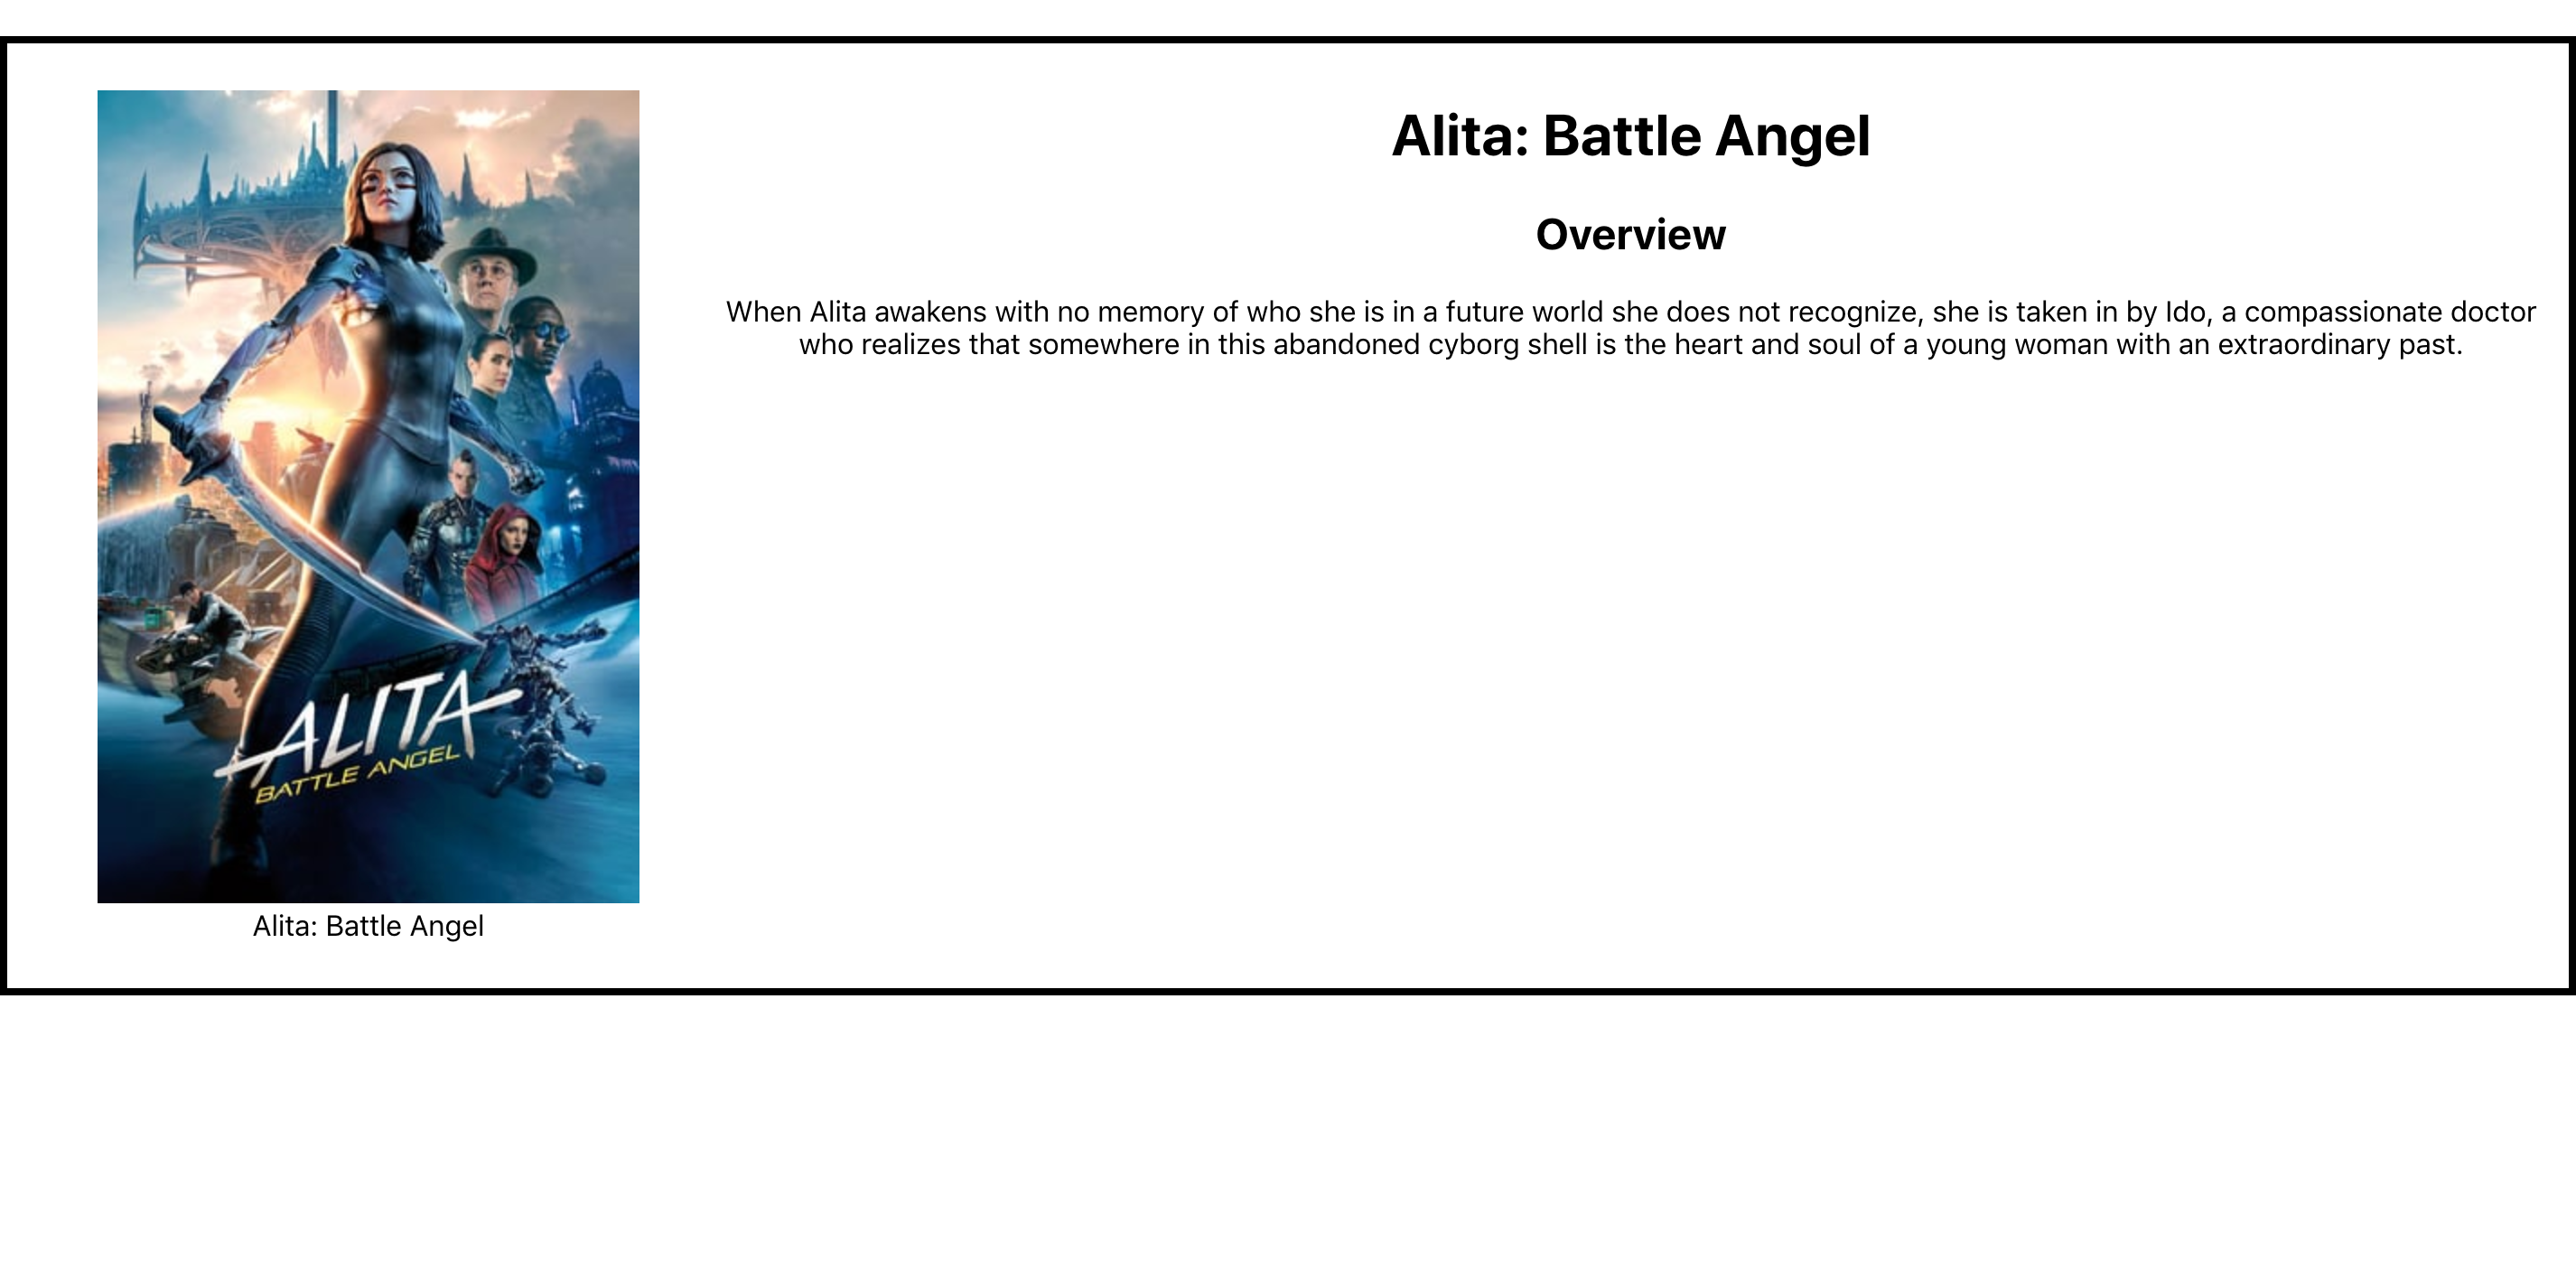 ALITA
BATTLE ANGEL
Alita: Battle Angel
Alita: Battle Angel
Overview
When Alita awakens with no memory of who she is in a future world she does not recognize, she is taken in by Ido, a compassionate doctor
who realizes that somewhere in this abandoned cyborg shell is the heart and soul of a young woman with an extraordinary past.